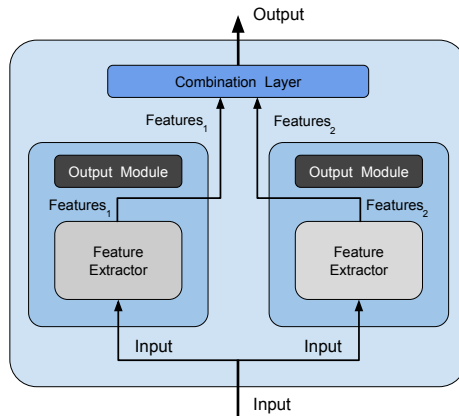 Output
Combination Layer
Features1
Features2
Output Module
Output Module
Features1
Features2
Feature
Extractor
Feature
Extractor
Input
Input
Input